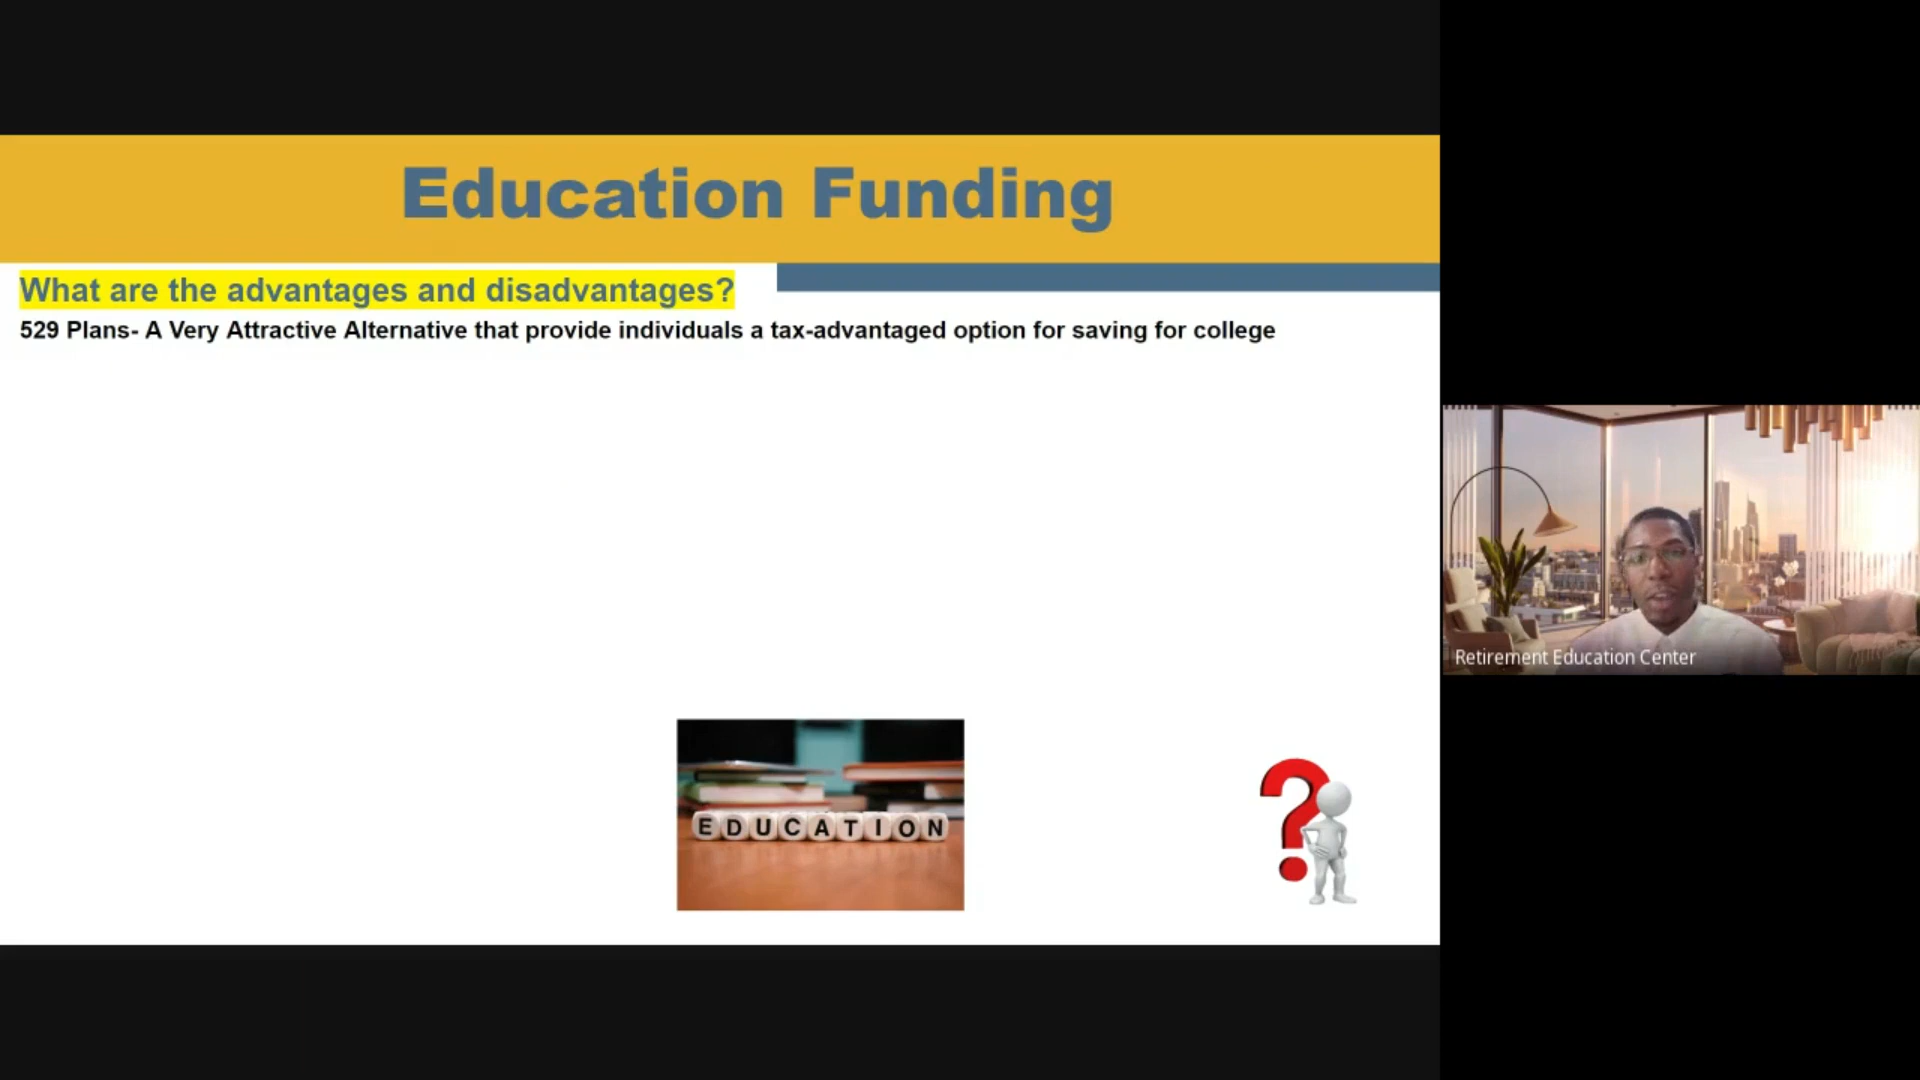 Education Funding
What are the advantages and disadvantages?
529 Plans- A Very Attractive Alternative that provide individuals a tax-advantaged option for saving for college
EDUCATION
?
Retirement Education Center